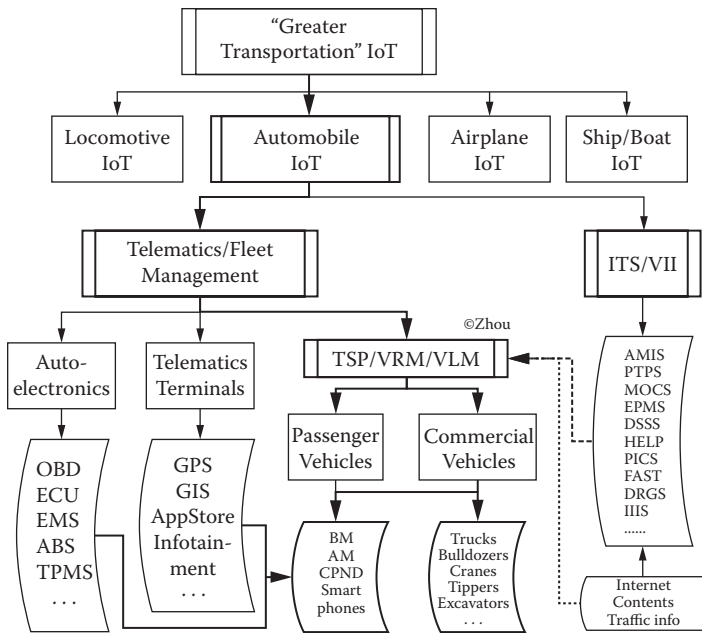 “Greater
Transportation” IoT
Locomotive
IoT
Automobile
IoT
Airplane
IoT
Ship/Boat
IoT
Telematics/Fleet
Management
ITS/VII
©Zhou
Auto-
electronics
Telematics
Terminals
TSP/VRM/VLM
Passenger
Vehicles
Commercial
Vehicles
OBD
ECU
EMS
ABS
TPMS
. . .
GPS
GIS
AppStore
Infotain-
ment
. . .
BM
AM
CPND
Smart
phones
Trucks
Bulldozers
Cranes
Tippers
Excavators
. . .
AMIS
PTPS
MOCS
EPMS
DSSS
HELP
PICS
FAST
DRGS
IIIS
......
Internet
Contents
Traffic info